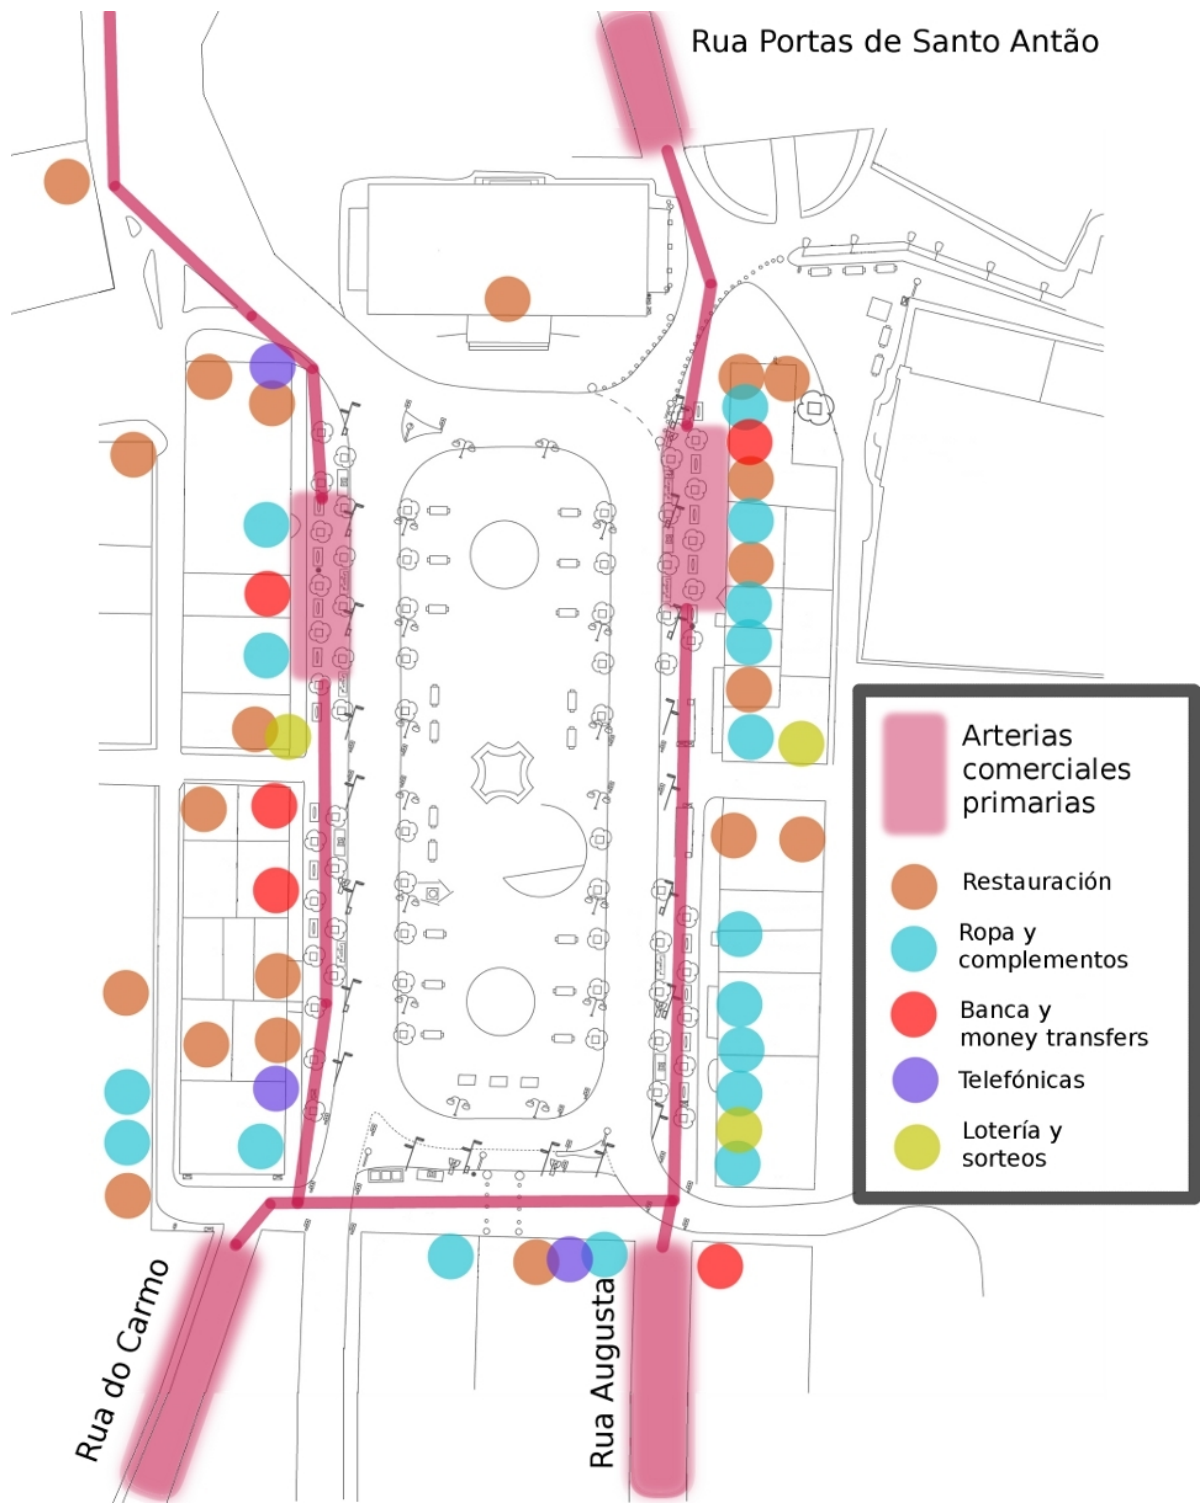 Rua Portas de Santo Antão
Arterias
comerciales
primarias
Restauración
Ropa y
complementos
Banca y
money transfers
Telefónicas
Lotería y
sorteos
Rua do Carmo
Rua Augusta